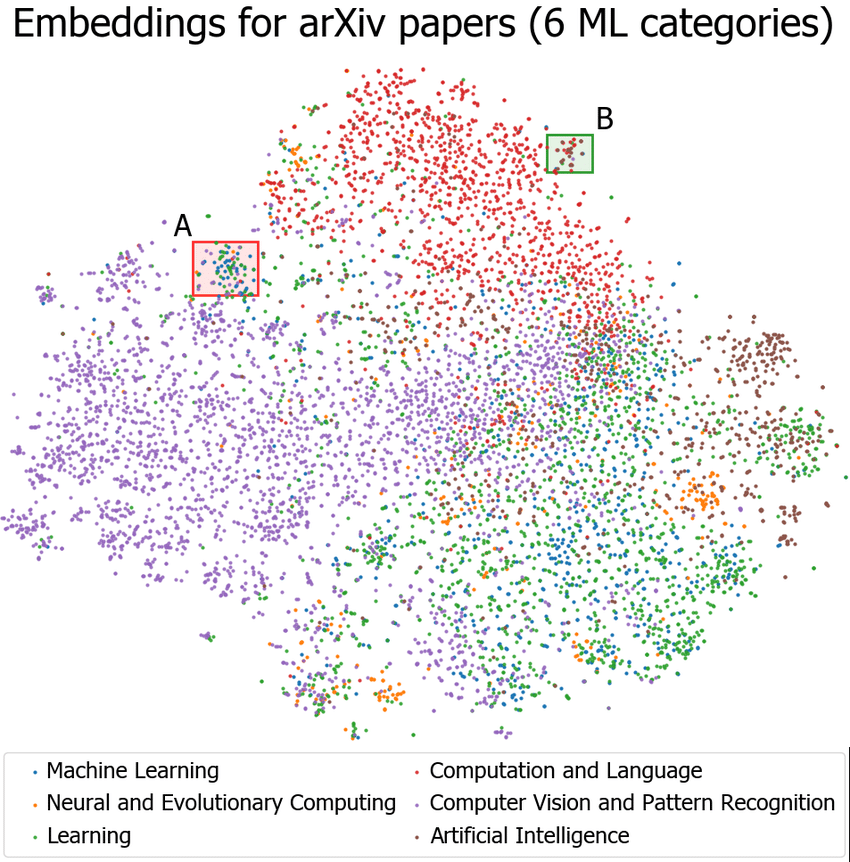 Embeddings for arXiv papers (6 ML categories)
B
A
Machine Learning
Neural and Evolutionary Computing
Learning
Computation and Language
Computer Vision and Pattern Recognition
Artificial Intelligence